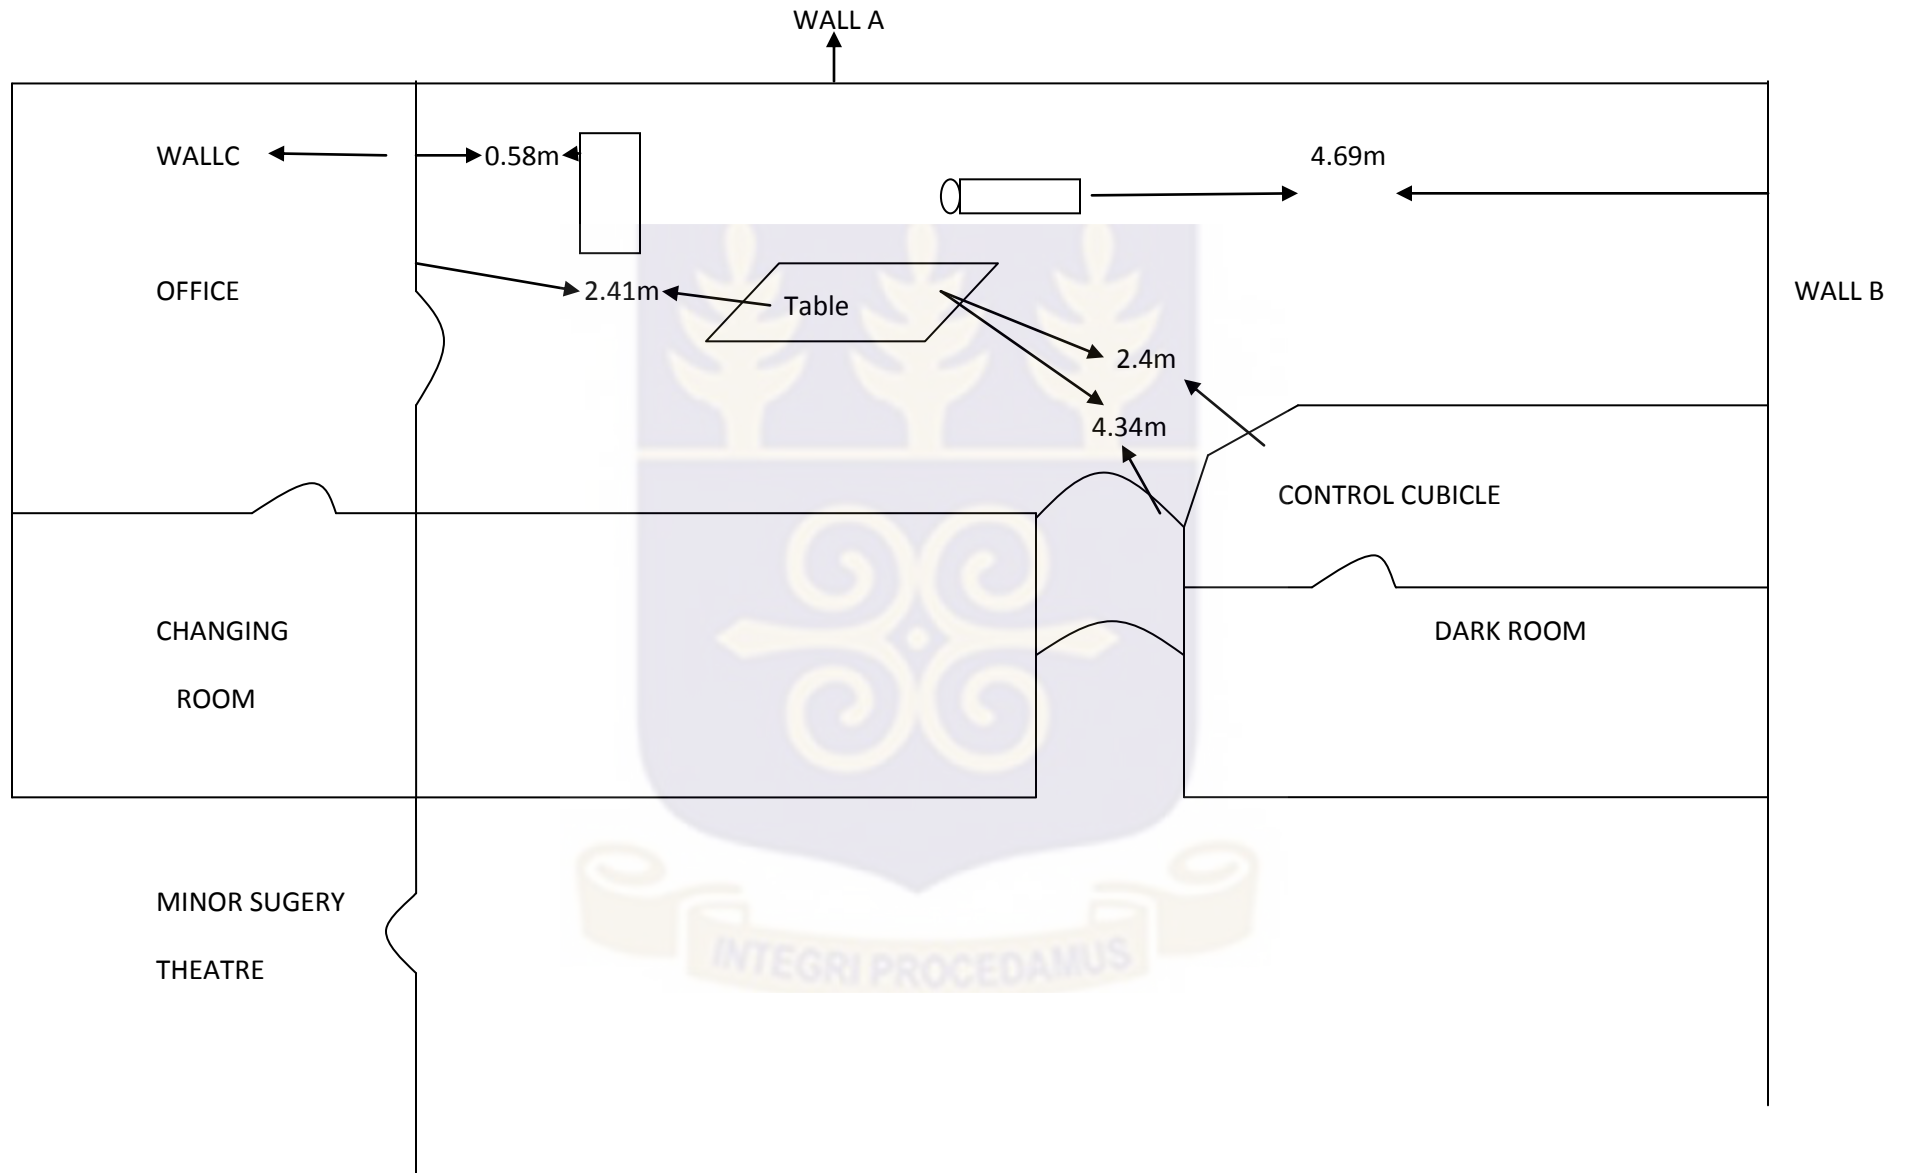 WALL A
WALLC
0.58m
4.69m
OFFICE
2.41m
Table
WALL B
2.4m
4.34m
CONTROL CUBICLE
CHANGING
ROOM
DARK ROOM
MINOR SUGERY
THEATRE
INTEGRI PROCEDAMUS